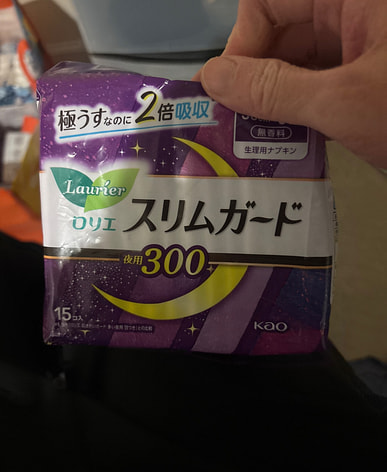 極うすなのに2倍吸収
無香料
生理用ナプキン
Laurier
ロリエ スリムガード
夜用300
15コ入
Kao